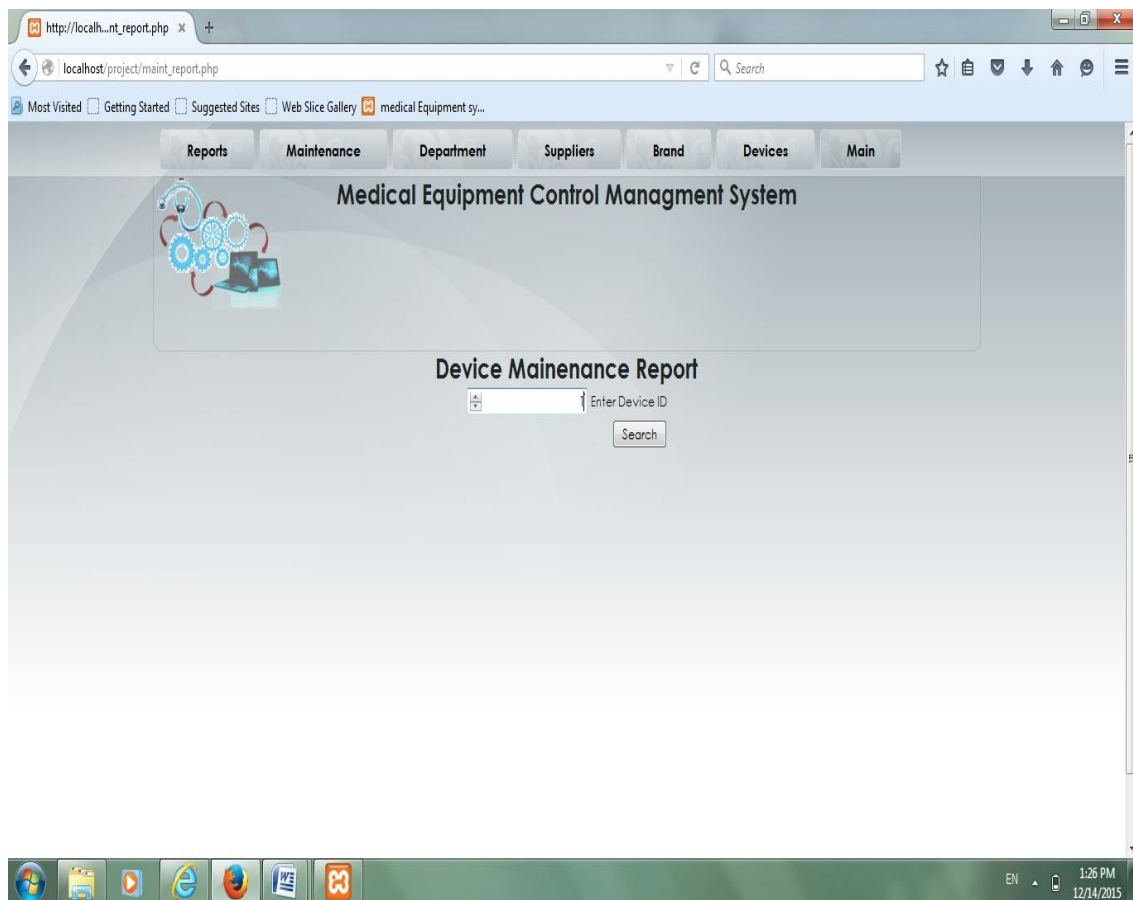 http://localh...nt_report.php
localhost/project/maint_report.php
Search
Most Visited Getting Started Suggested Sites Web Slice Gallery medical Equipment sy...
Reports Maintenance Department Suppliers Brand Devices Main
Medical Equipment Control Managment System
Device Mainenance Report
1 Enter Device ID
Search
EN 1:26 PM
12/14/2015